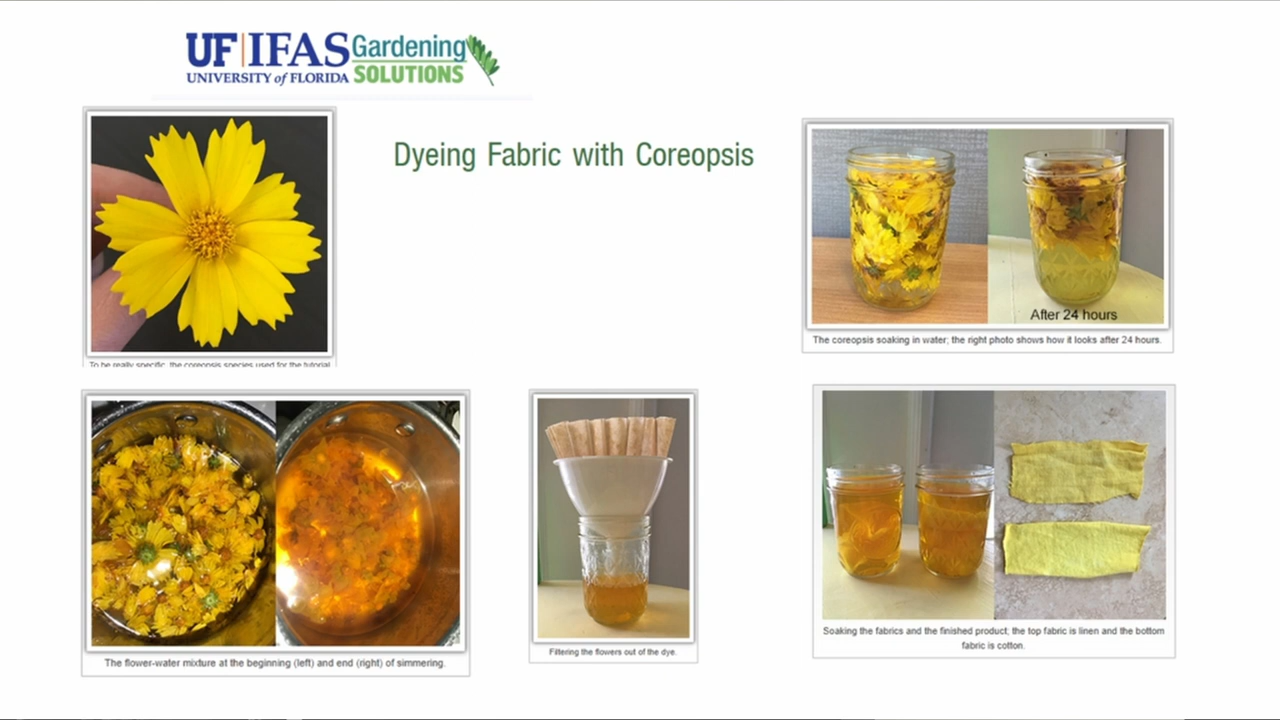 UF|IFAS Gardening
UNIVERSITY of FLORIDA SOLUTIONS
Dyeing Fabric with Coreopsis
After 24 hours
The coreopsis soaking in water; the right photo shows how it looks after 24 hours.
To be really specific, the coreopsis species used for the tutorial
The flower-water mixture at the beginning (left) and end (right) of simmering.
Filtering the flowers out of the dye.
Soaking the fabrics and the finished product; the top fabric is linen and the bottom
fabric is cotton.